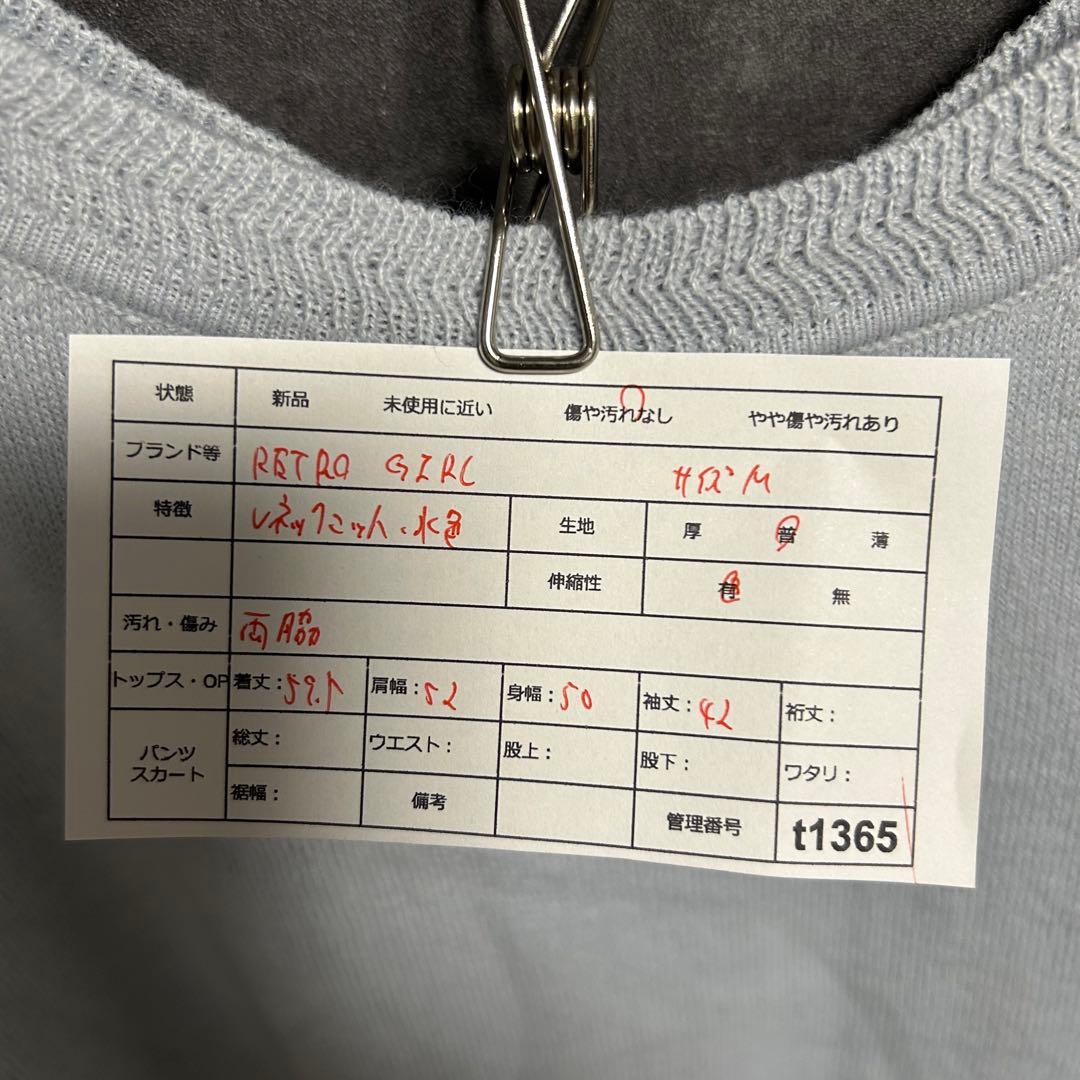 状態 新品 未使用に近い 傷や汚れなし やや傷や汚れあり
ブランド等 RETRO GIRL サイズM
特徴 Vネックニット、水色 生地 厚 普 薄
伸縮性 有 無
汚れ・傷み 両脇
トップス・OP 着丈: 肩幅:52 身幅:50 袖丈:42 裄丈:
パンツ スカート 総丈: ウエスト: 股上: 股下: ワタリ:
裾幅: 備考 管理番号 t1365